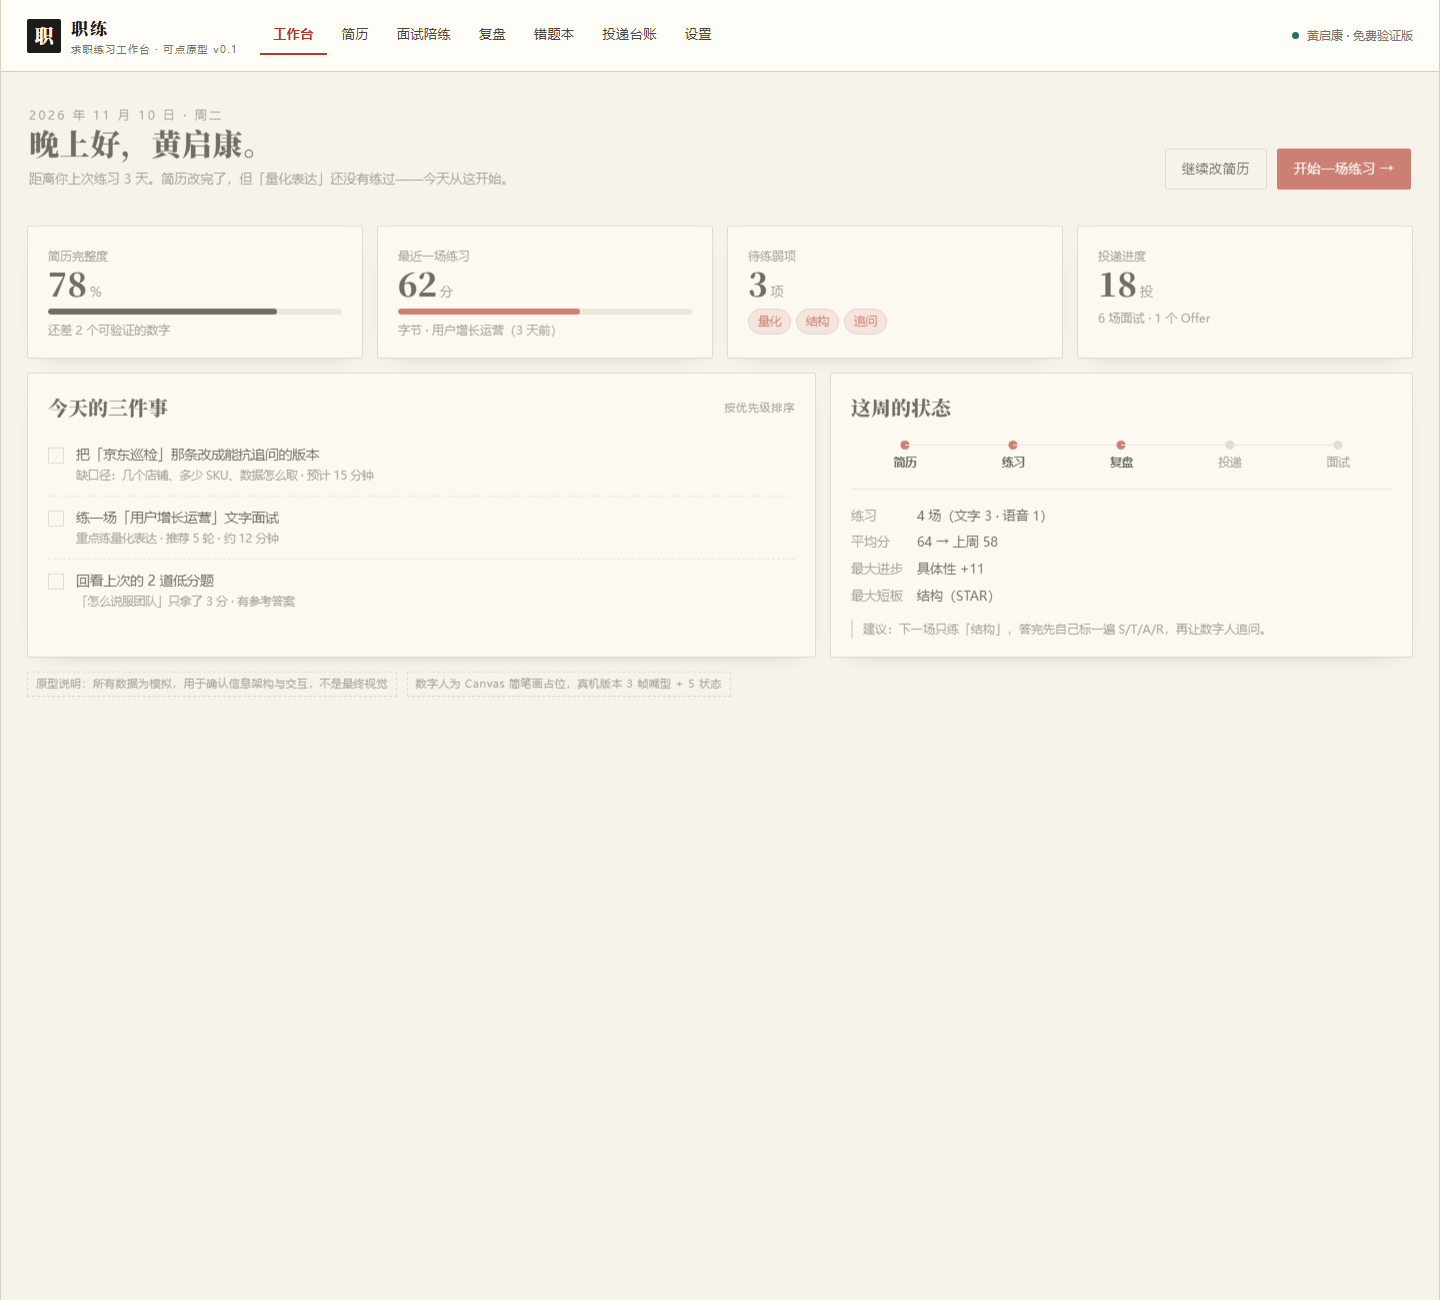 职
职练
求职练习工作台 · 可点原型 v0.1
工作台
简历
面试陪练
复盘
错题本
投递台账
设置
黄启康 · 免费验证版
2026 年 11 月 10 日 · 周二
晚上好，黄启康。
距离你上次练习 3 天。简历改完了，但「量化表达」还没有练过——今天从这开始。
继续改简历
开始一场练习 →
简历完整度
78 %
还差 2 个可验证的数字
最近一场练习
62 分
字节 · 用户增长运营（3 天前）
待练弱项
3 项
量化 结构 追问
投递进度
18 投
6 场面试 · 1 个 Offer
今天的三件事
按优先级排序
把「京东巡检」那条改成能抗追问的版本
缺口径：几个店铺、多少 SKU、数据怎么取 · 预计 15 分钟
练一场「用户增长运营」文字面试
重点练量化表达 · 推荐 5 轮 · 约 12 分钟
回看上次的 2 道低分题
「怎么说服团队」只拿了 3 分 · 有参考答案
这周的状态
简历 练习 复盘 投递 面试
练习 4 场（文字 3 · 语音 1）
平均分 64 → 上周 58
最大进步 具体性 +11
最大短板 结构（STAR）
建议：下一场只练「结构」，答完先自己标一遍 S/T/A/R，再让数字人追问。
原型说明：所有数据为模拟，用于确认信息架构与交互，不是最终视觉
数字人为 Canvas 简笔画占位，真机版本 3 帧嘴型 + 5 状态